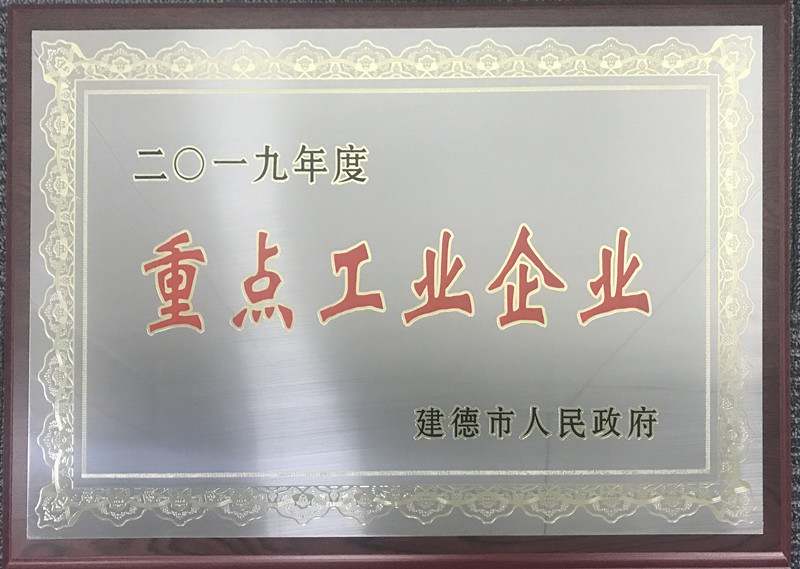 二〇一九年度
重点工业企业
建德市人民政府